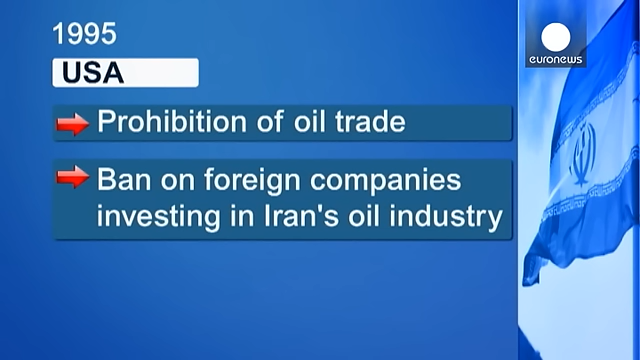 1995
USA
Prohibition of oil trade
Ban on foreign companies
investing in Iran's oil industry
euronews